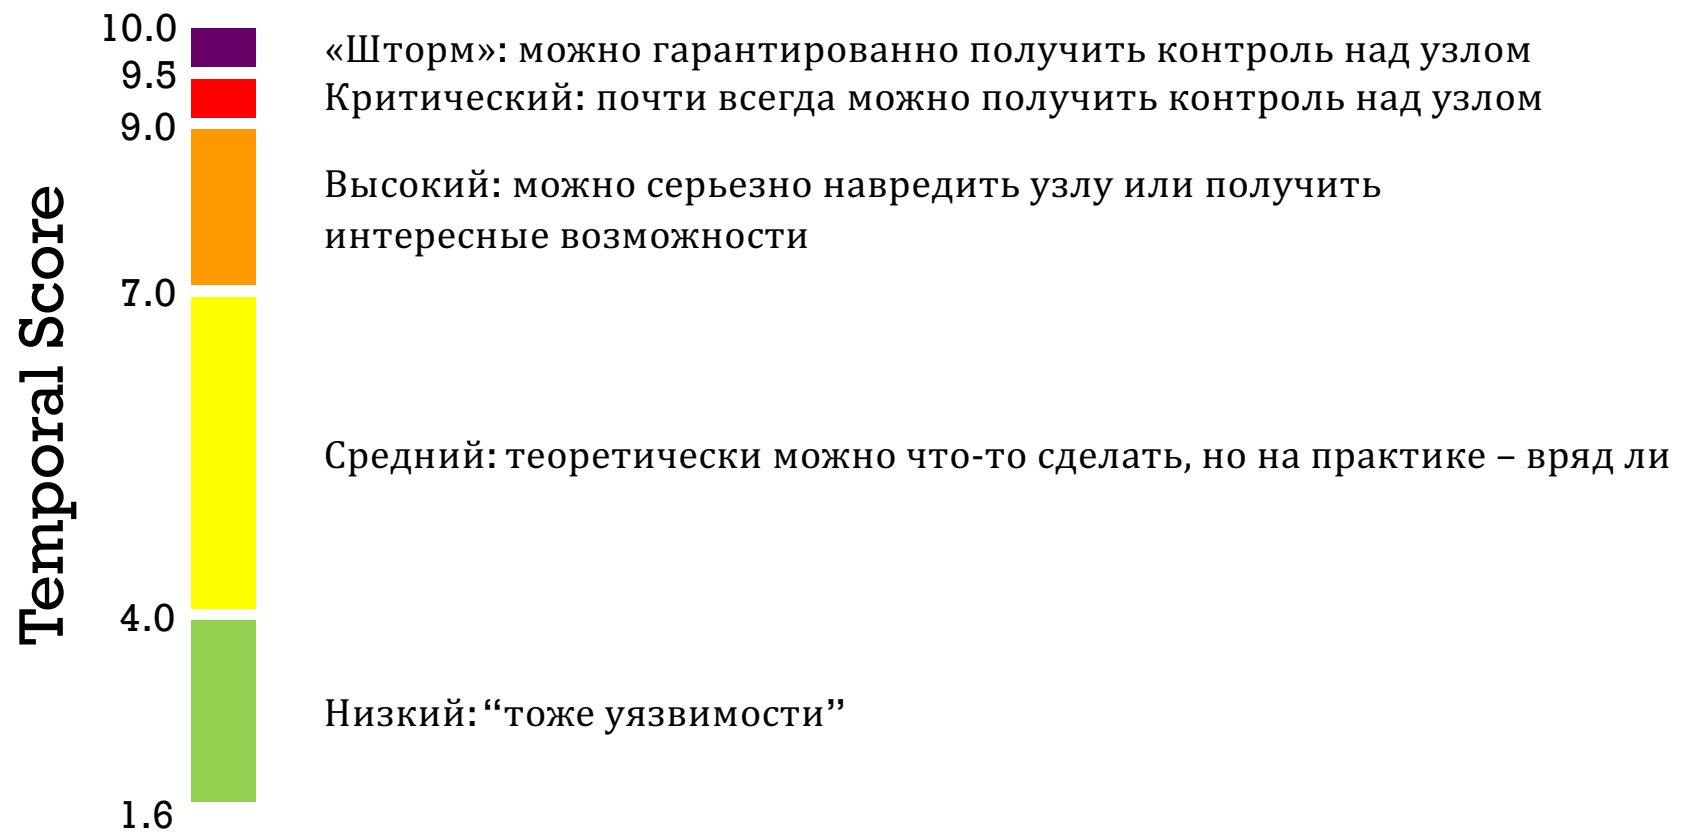 10.0
«Шторм»: можно гарантированно получить контроль над узлом
9.5
Критический: почти всегда можно получить контроль над узлом
9.0
Высокий: можно серьезно навредить узлу или получить
интересные возможности
7.0
Temporal Score
Средний: теоретически можно что-то сделать, но на практике – вряд ли
4.0
Низкий: “тоже уязвимости”
1.6